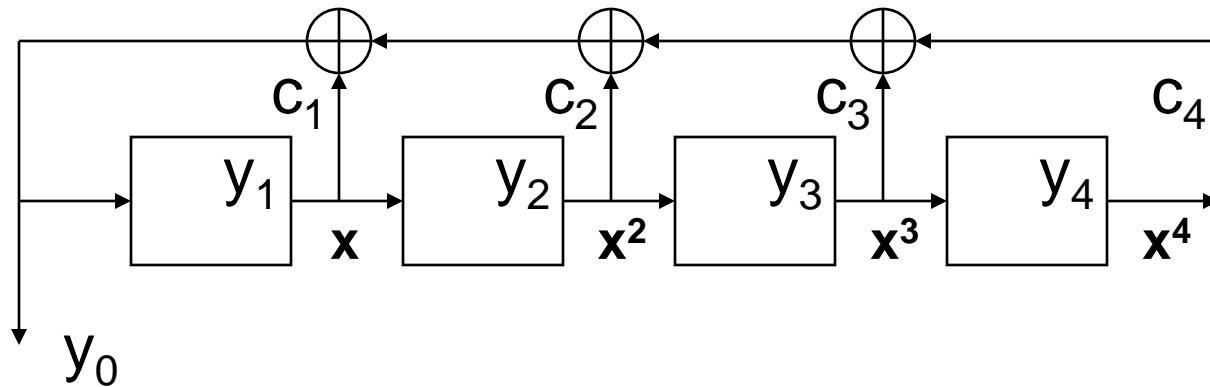 c₁ c₂ c₃ c₄
y₁ y₂ y₃ y₄
x x² x³ x⁴
y₀